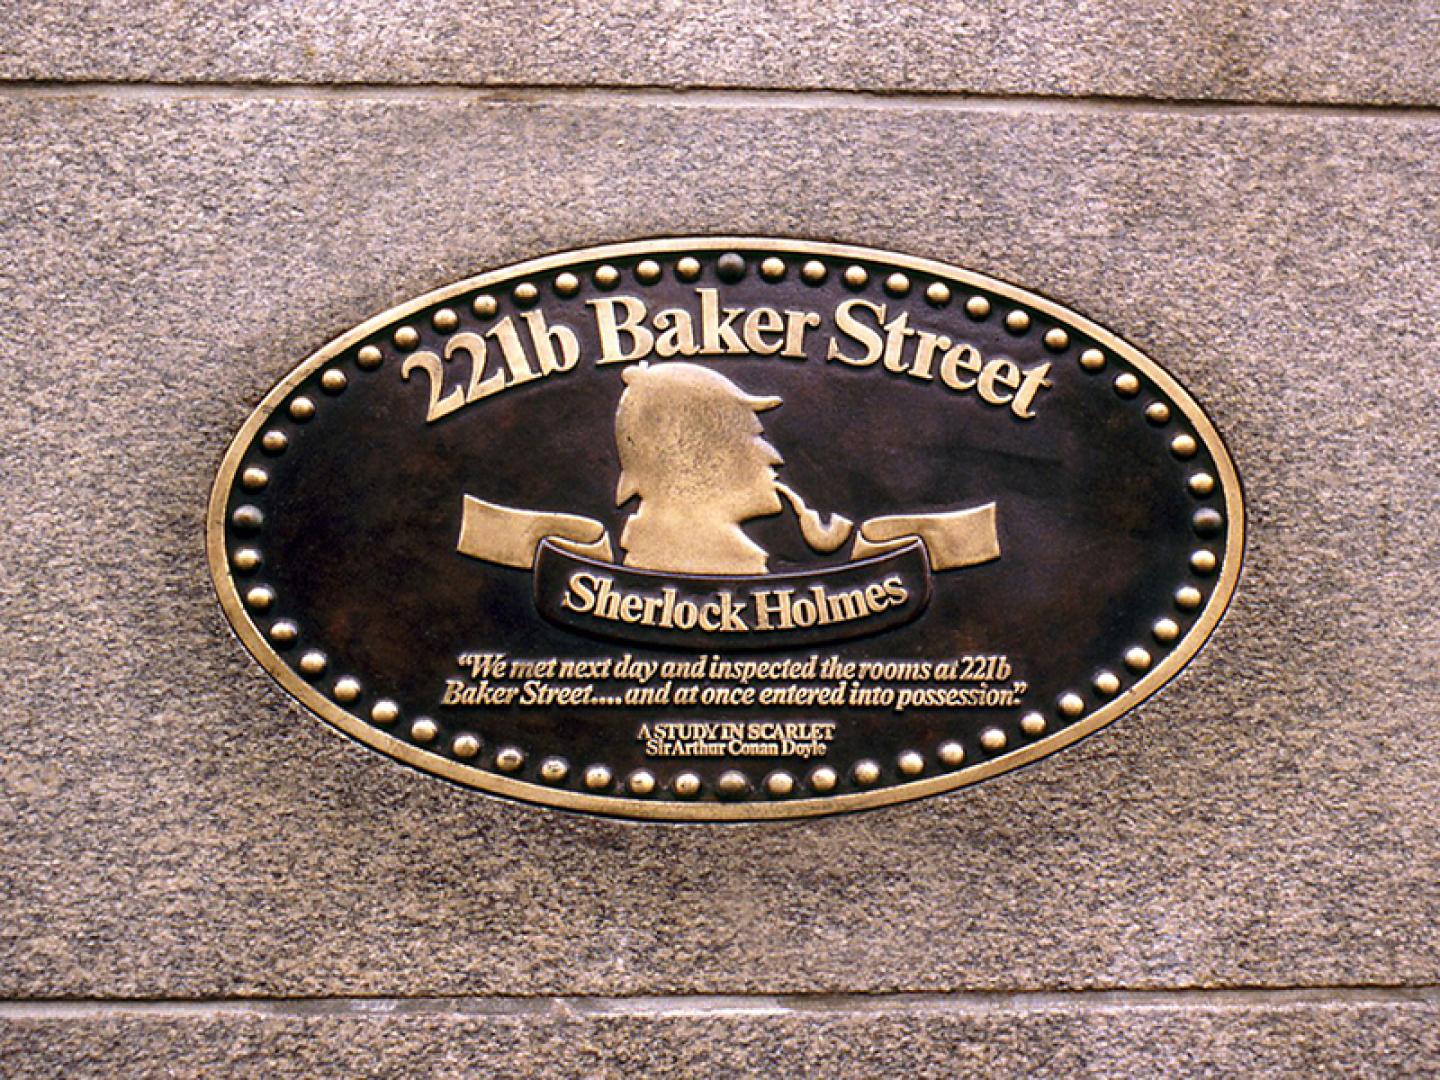 221b Baker Street
Sherlock Holmes
“We met next day and inspected the rooms at 221b
Baker Street....and at once entered into possession”.
A STUDY IN SCARLET
Sir Arthur Conan Doyle